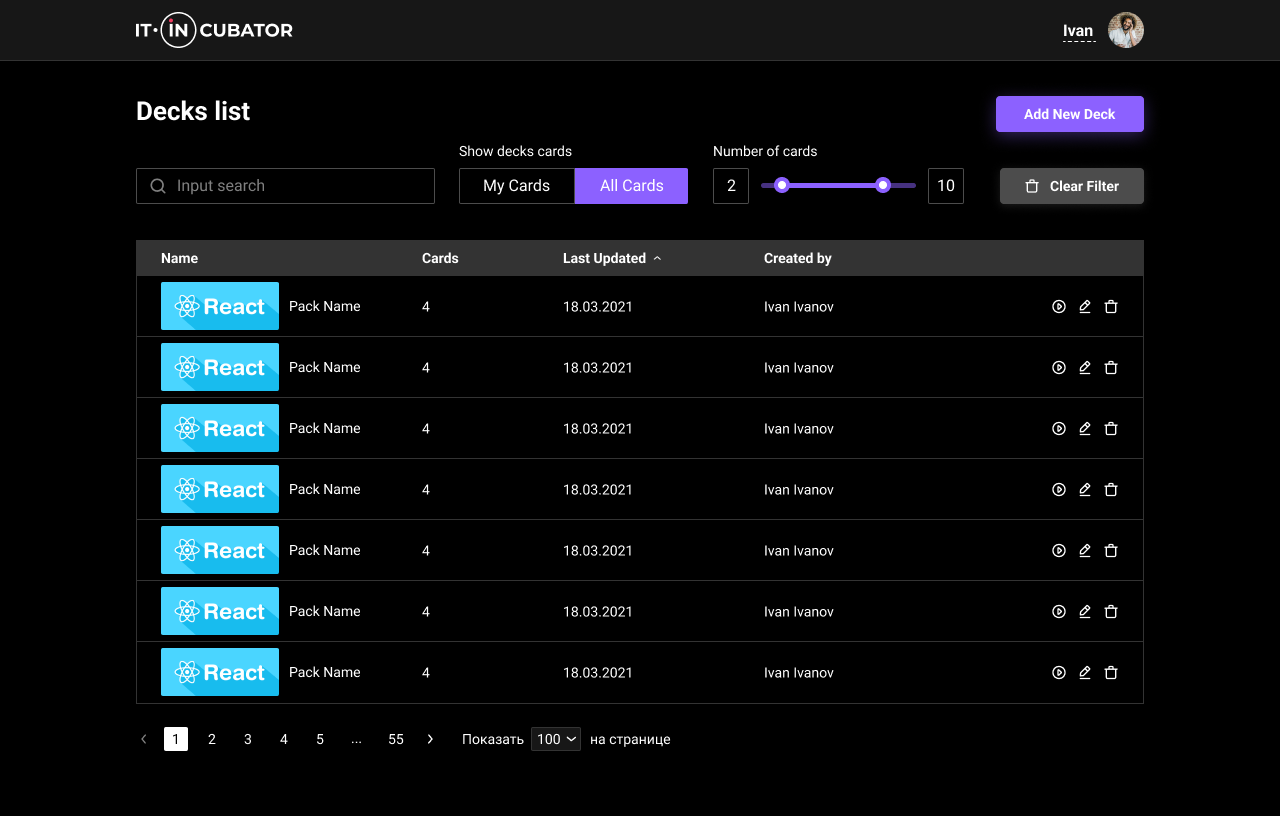 IT·INCUBATOR
Ivan
Decks list
Add New Deck
Show decks cards
Number of cards
Input search
My Cards
All Cards
2
10
Clear Filter
Name Cards Last Updated Created by
React Pack Name 4 18.03.2021 Ivan Ivanov
React Pack Name 4 18.03.2021 Ivan Ivanov
React Pack Name 4 18.03.2021 Ivan Ivanov
React Pack Name 4 18.03.2021 Ivan Ivanov
React Pack Name 4 18.03.2021 Ivan Ivanov
React Pack Name 4 18.03.2021 Ivan Ivanov
React Pack Name 4 18.03.2021 Ivan Ivanov
1 2 3 4 5 ... 55 Показать 100 на странице